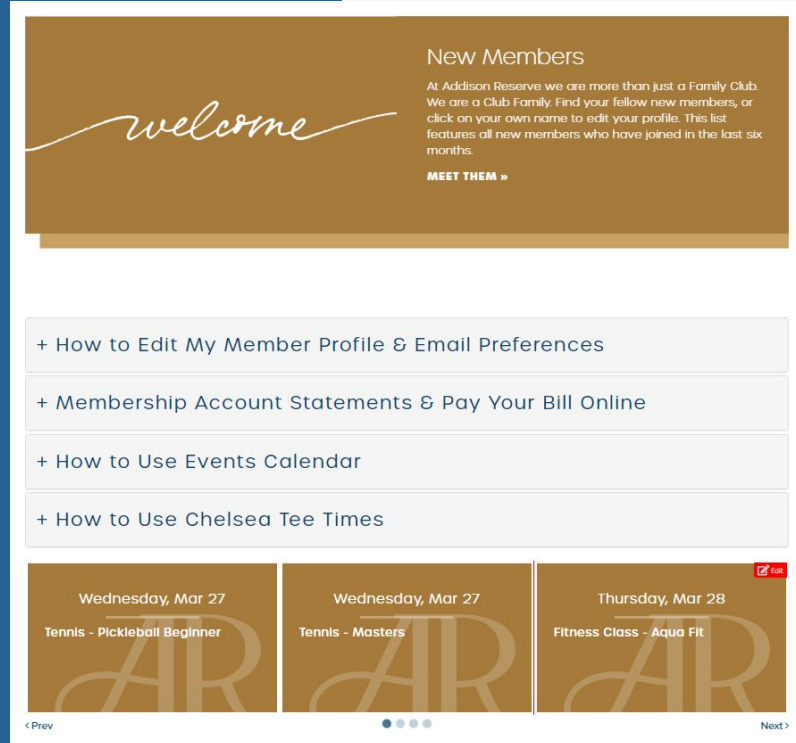 welcome
New Members
At Addison Reserve we are more than just a Family Club.
We are a Club Family. Find your fellow new members, or
click on your own name to edit your profile. This list
features all new members who have joined in the last six
months.
MEET THEM »
+ How to Edit My Member Profile & Email Preferences
+ Membership Account Statements & Pay Your Bill Online
+ How to Use Events Calendar
+ How to Use Chelsea Tee Times
Edit
Wednesday, Mar 27
Tennis - Pickleball Beginner
AR
Wednesday, Mar 27
Tennis - Masters
AR
Thursday, Mar 28
Fitness Class - Aqua Fit
AR
‹ Prev
Next ›